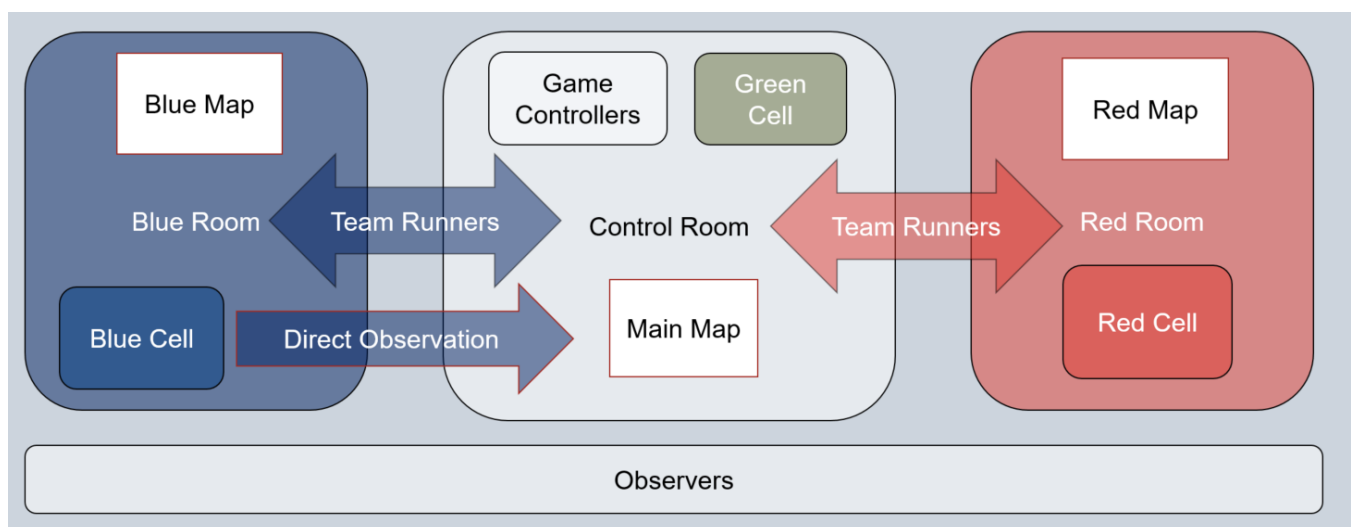 Blue Map
Game
Controllers
Green
Cell
Red Map
Blue Room
Team Runners
Control Room
Team Runners
Red Room
Blue Cell
Direct Observation
Main Map
Red Cell
Observers